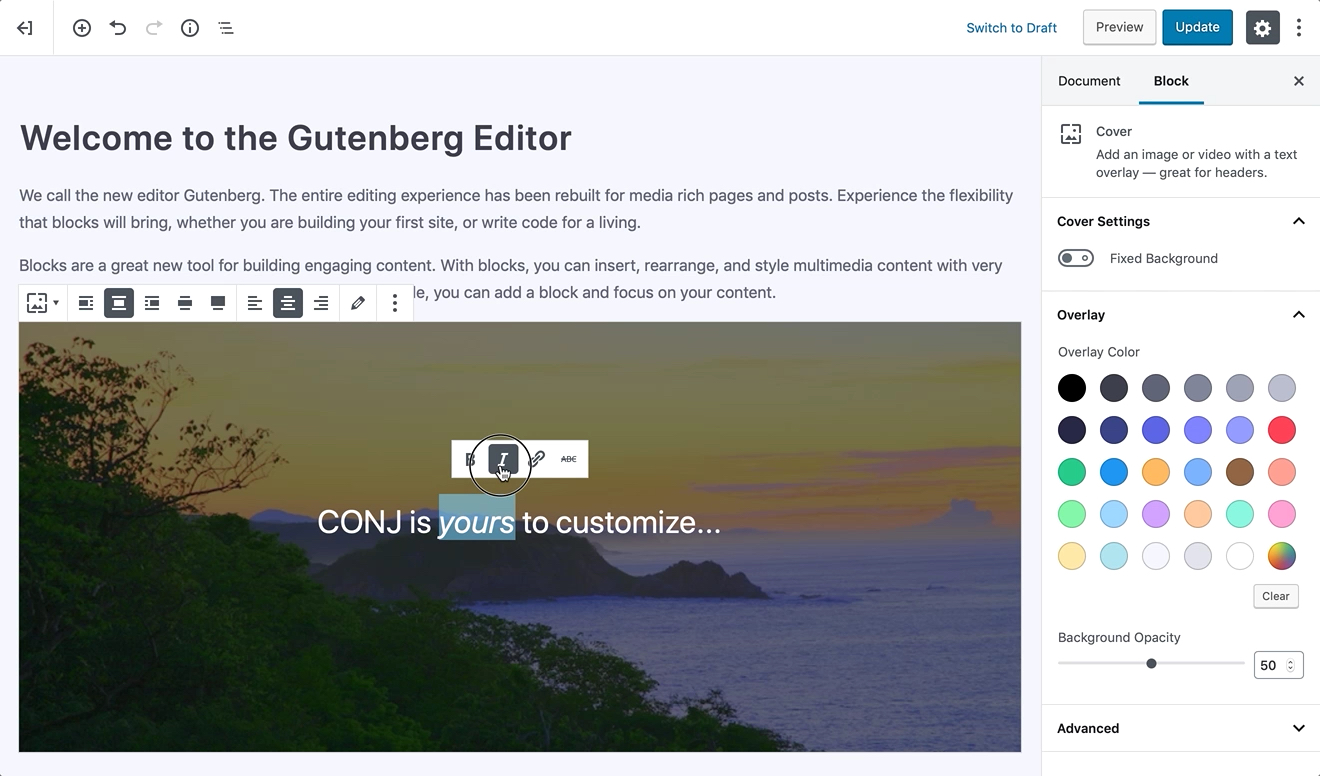 Switch to Draft
Preview
Update
Document
Block
Welcome to the Gutenberg Editor
We call the new editor Gutenberg. The entire editing experience has been rebuilt for media rich pages and posts. Experience the flexibility
that blocks will bring, whether you are building your first site, or write code for a living.
Blocks are a great new tool for building engaging content. With blocks, you can insert, rearrange, and style multimedia content with very
you can add a block and focus on your content.
B I ABC
CONJ is yours to customize...
Cover
Add an image or video with a text
overlay — great for headers.
Cover Settings
Fixed Background
Overlay
Overlay Color
Clear
Background Opacity
50
Advanced